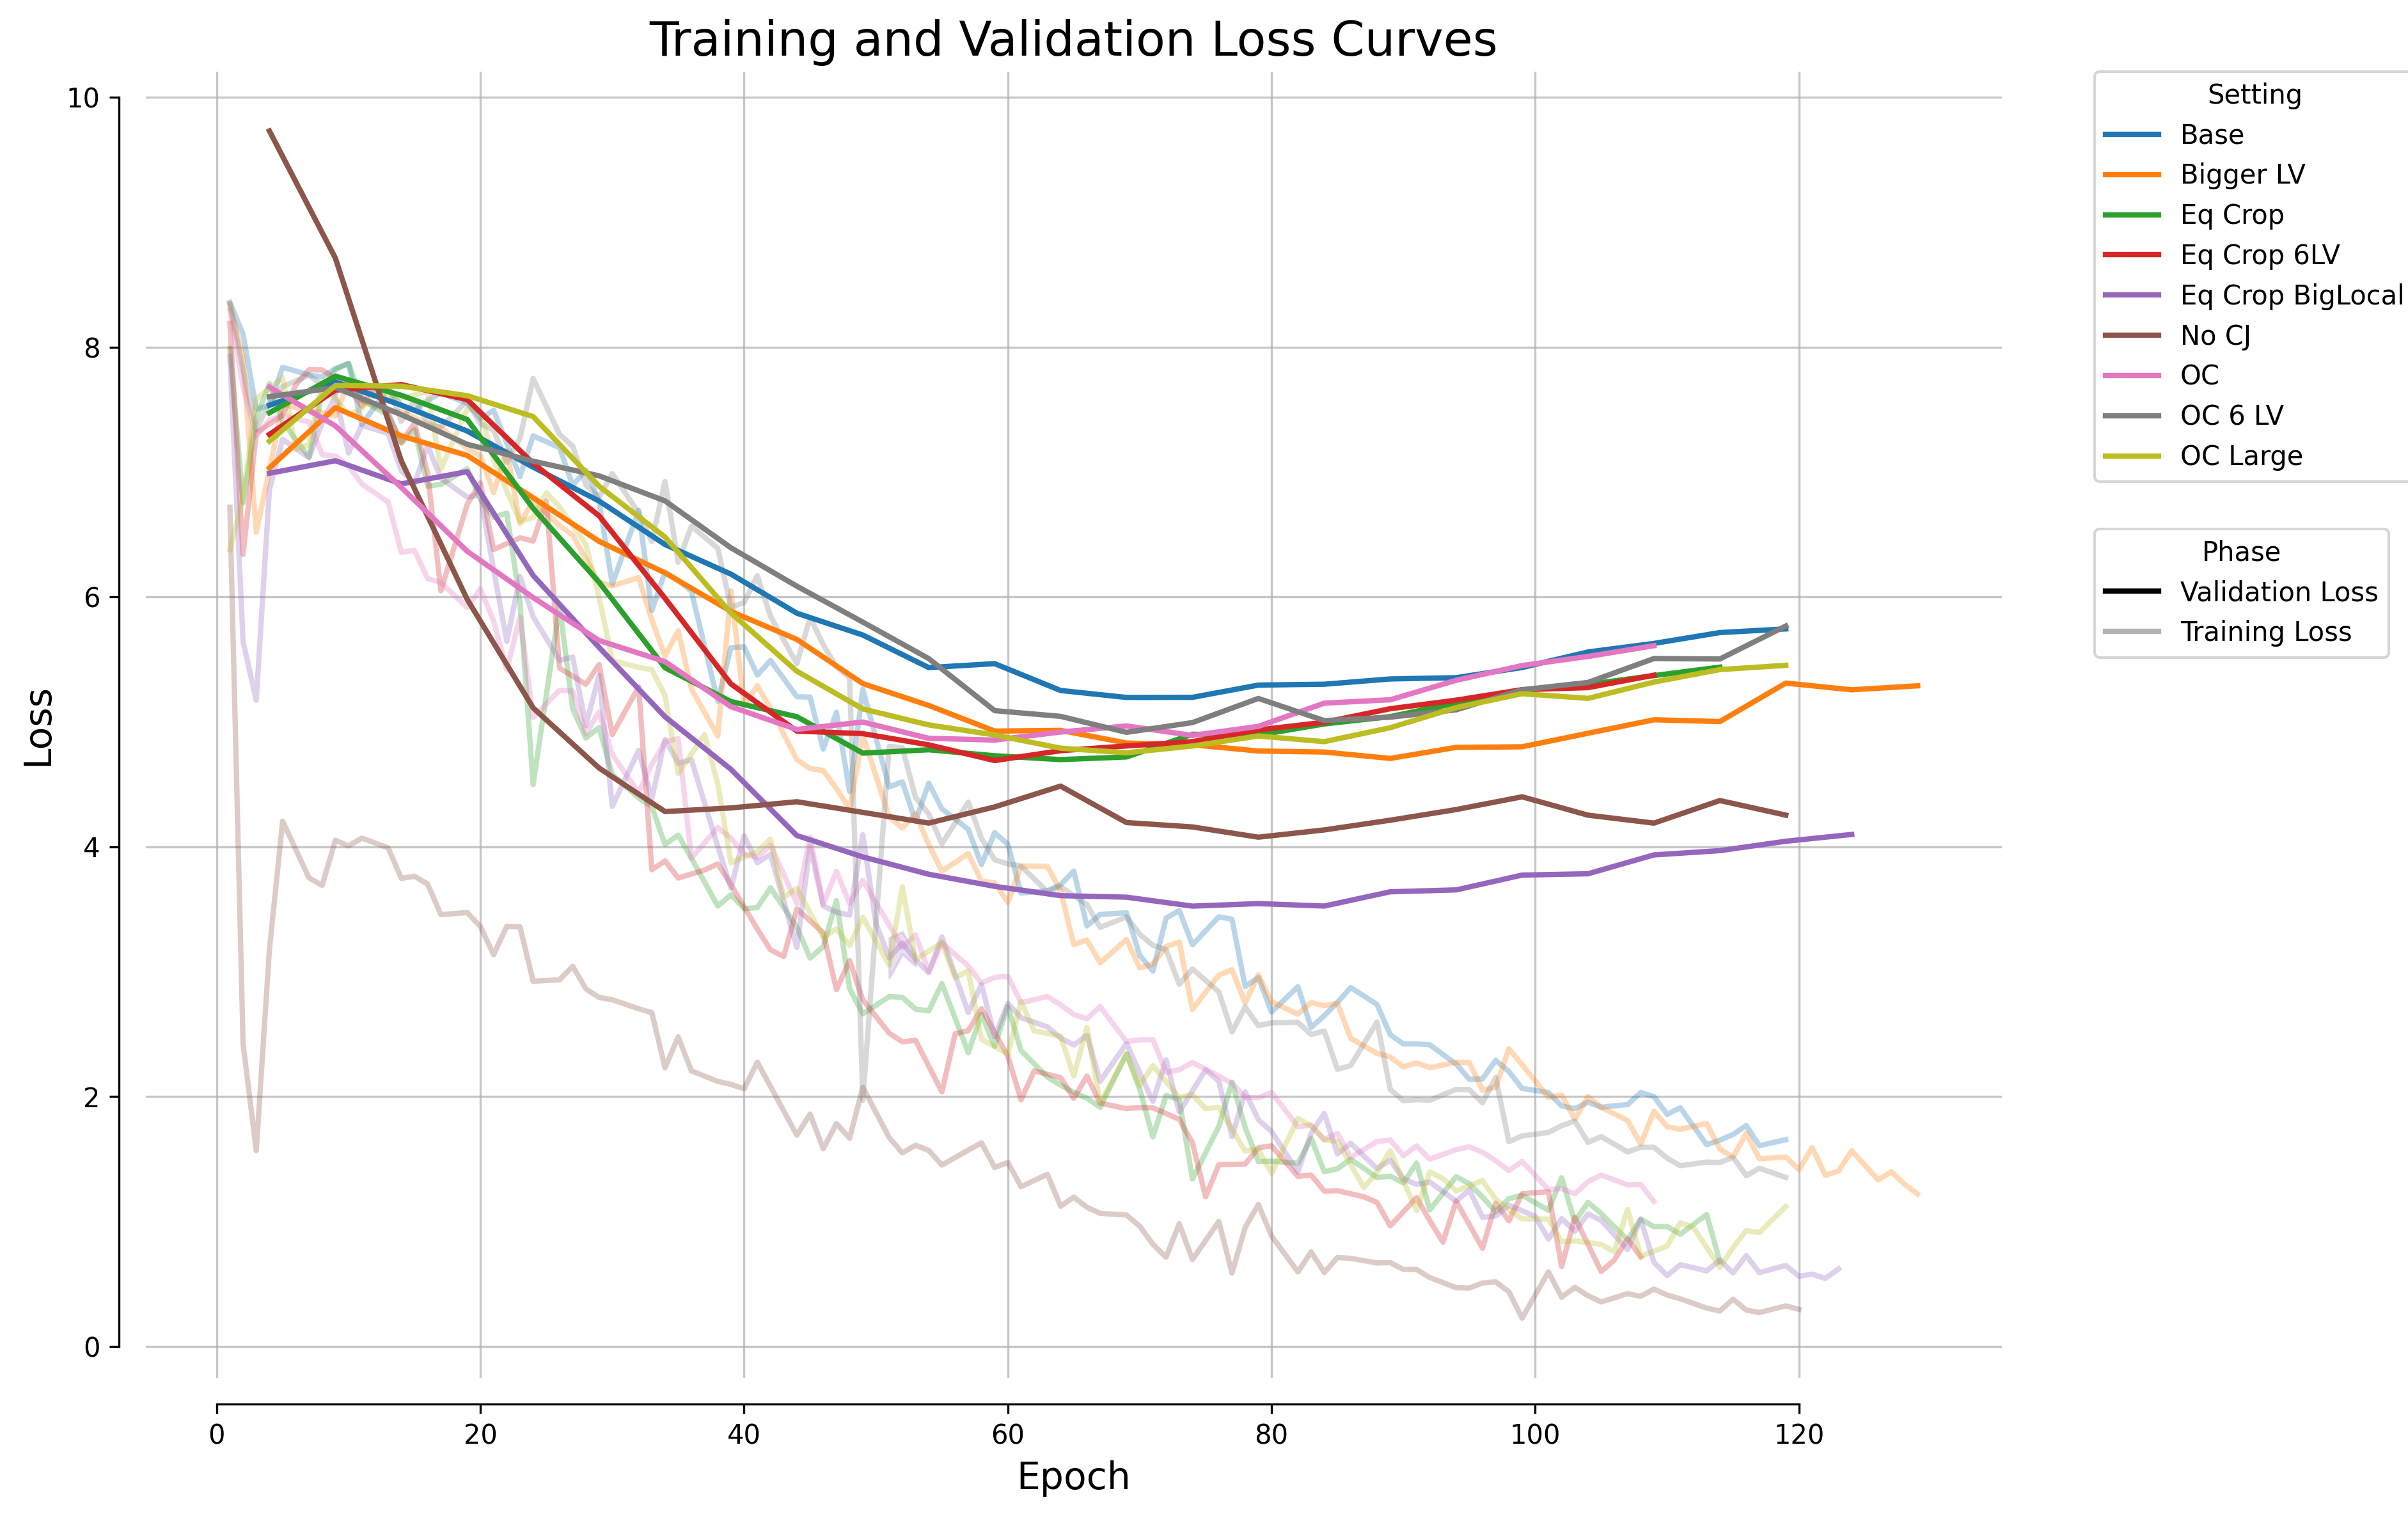 Training and Validation Loss Curves
Loss
10
8
6
4
2
0
0 20 40 60 80 100 120
Epoch
Setting
Base
Bigger LV
Eq Crop
Eq Crop 6LV
Eq Crop BigLocal
No CJ
OC
OC 6 LV
OC Large
Phase
Validation Loss
Training Loss